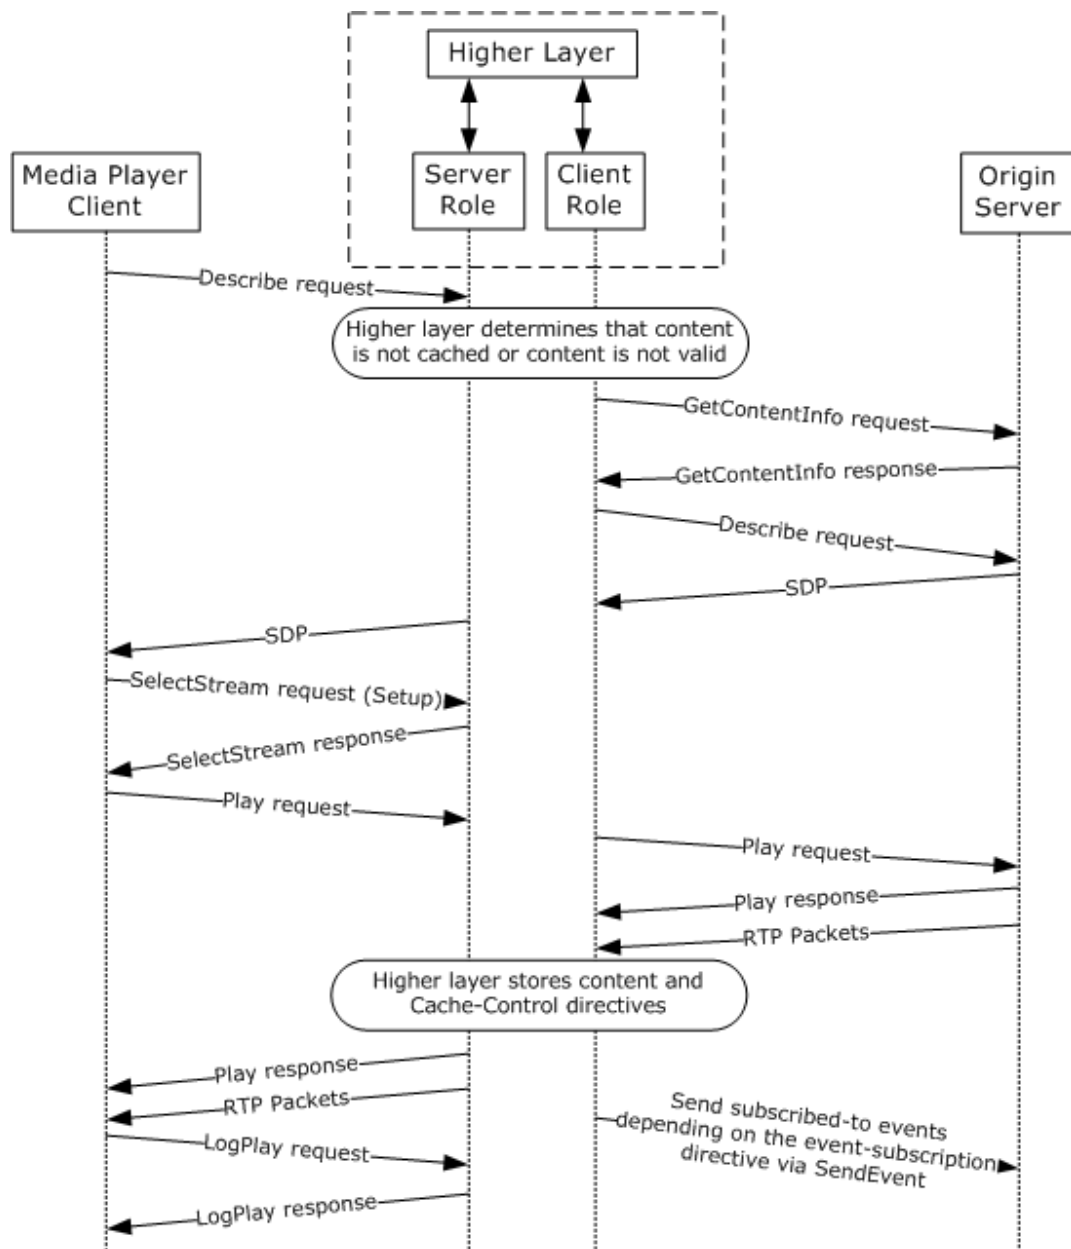 Higher Layer
Media Player
Client
Server
Role
Client
Role
Origin
Server
Describe request
Higher layer determines that content
is not cached or content is not valid
GetContentInfo request
GetContentInfo response
Describe request
SDP
SDP
SelectStream request (Setup)
SelectStream response
Play request
Play request
Play response
RTP Packets
Higher layer stores content and
Cache-Control directives
Play response
RTP Packets
Send subscribed-to events
depending on the event-subscription
directive via SendEvent
LogPlay request
LogPlay response